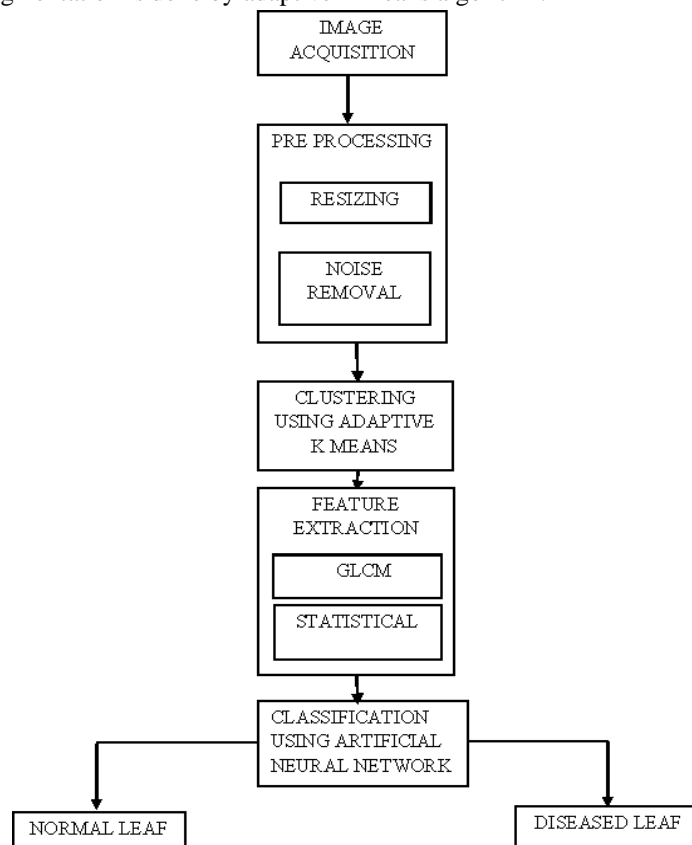 IMAGE
ACQUISITION
PRE PROCESSING
RESIZING
NOISE
REMOVAL
CLUSTERING
USING ADAPTIVE
K MEANS
FEATURE
EXTRACTION
GLCM
STATISTICAL
CLASSIFICATION
USING ARTIFICIAL
NEURAL NETWORK
NORMAL LEAF
DISEASED LEAF